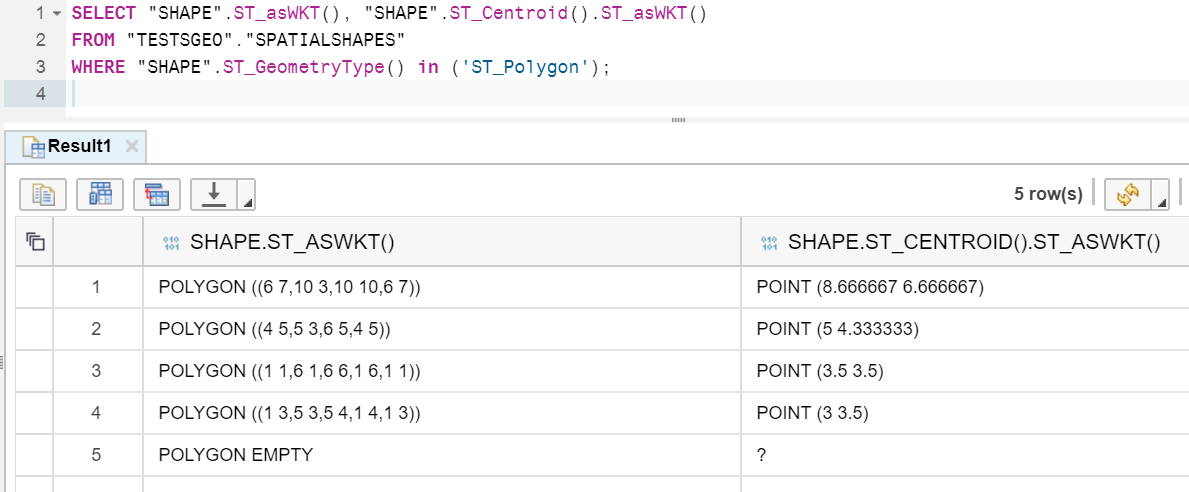 1 SELECT "SHAPE".ST_asWKT(), "SHAPE".ST_Centroid().ST_asWKT()
2 FROM "TESTSGEO"."SPATIALSHAPES"
3 WHERE "SHAPE".ST_GeometryType() in ('ST_Polygon');
4
Result1
5 row(s)
SHAPE.ST_ASWKT() SHAPE.ST_CENTROID().ST_ASWKT()
1 POLYGON ((6 7,10 3,10 10,6 7)) POINT (8.666667 6.666667)
2 POLYGON ((4 5,5 3,6 5,4 5)) POINT (5 4.333333)
3 POLYGON ((1 1,6 1,6 6,1 6,1 1)) POINT (3.5 3.5)
4 POLYGON ((1 3,5 3,5 4,1 4,1 3)) POINT (3 3.5)
5 POLYGON EMPTY ?